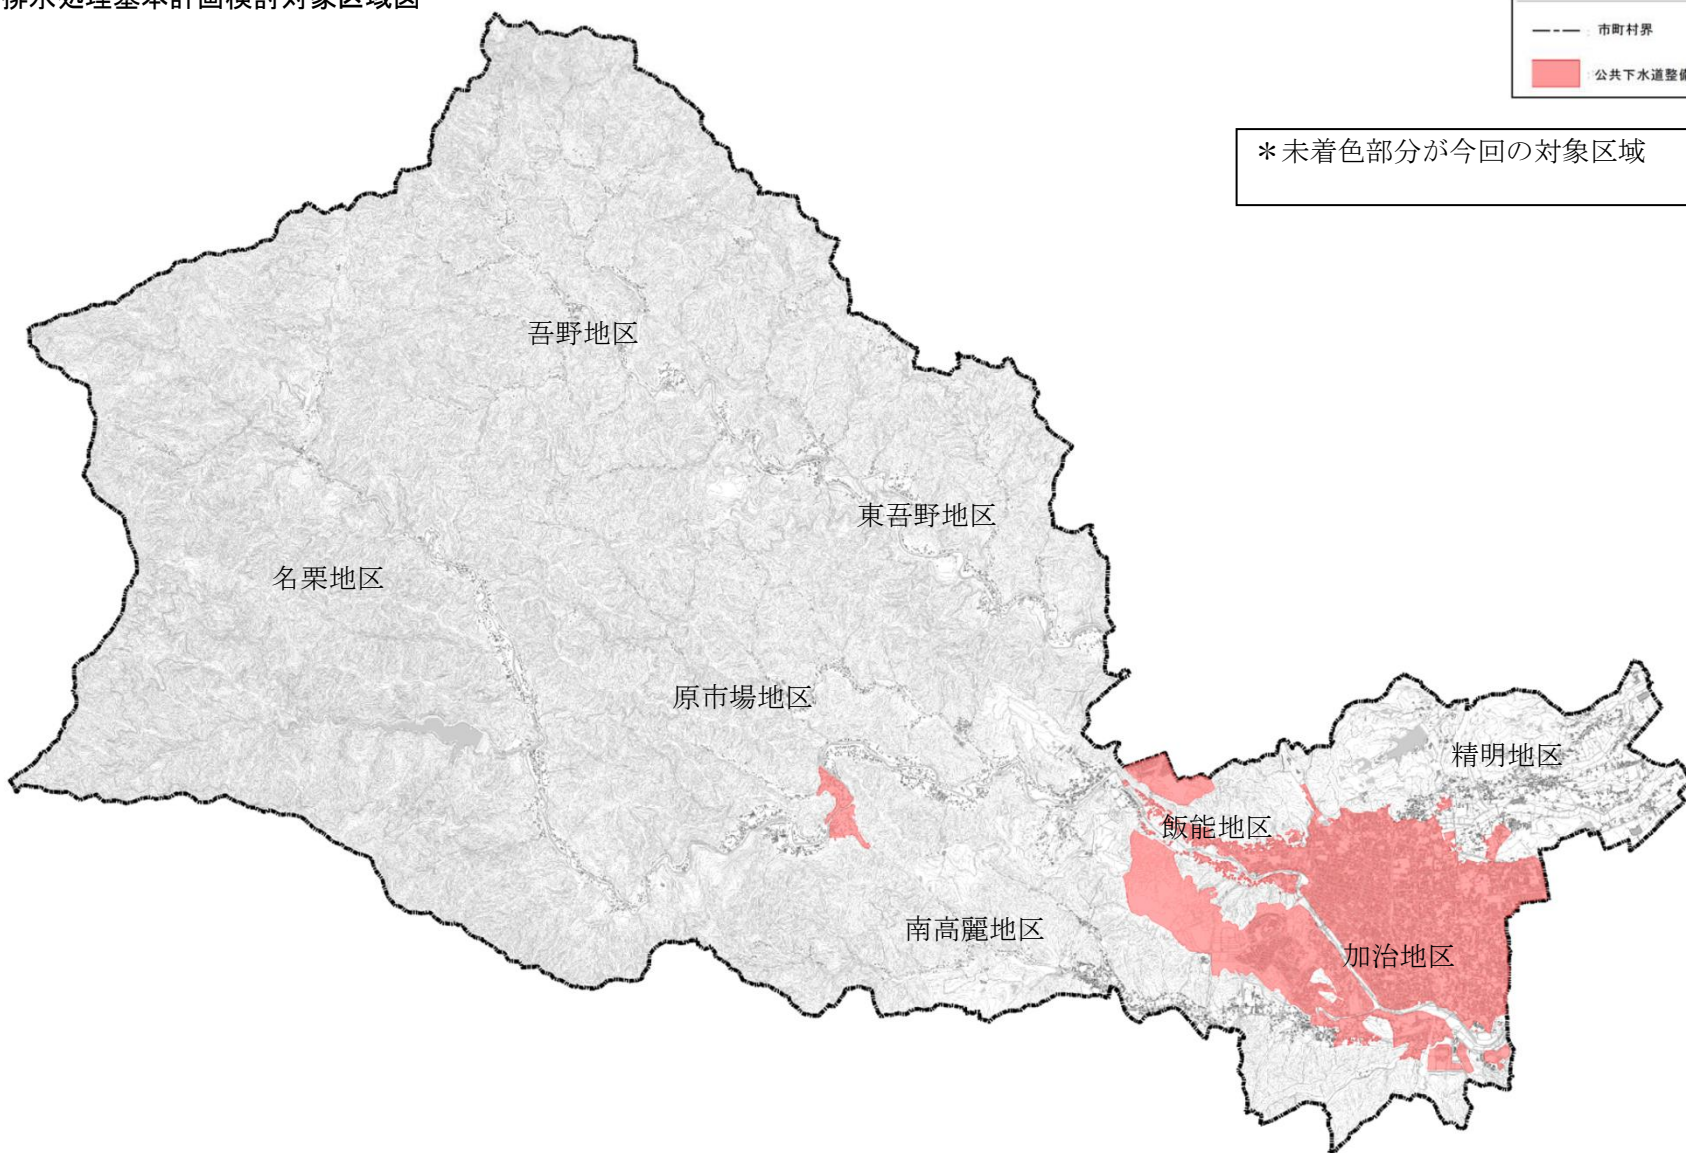 排水処理基本計画検討対象区域図
市町村界
公共下水道整備
＊未着色部分が今回の対象区域
吾野地区
東吾野地区
名栗地区
原市場地区
精明地区
飯能地区
南高麗地区
加治地区